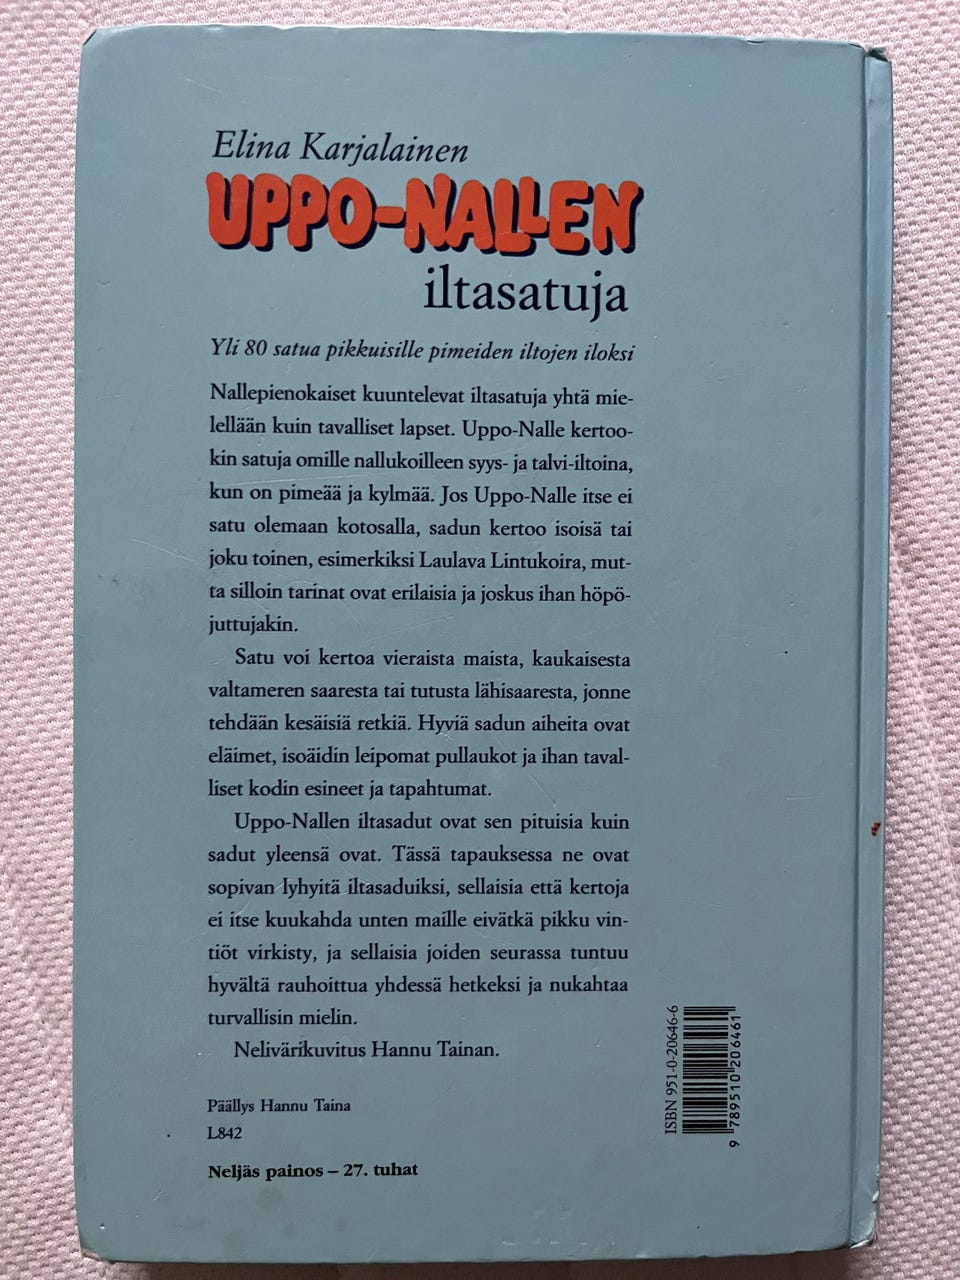 Elina Karjalainen
UPPO-NALLEN
iltasatuja
Yli 80 satua pikkuisille pimeiden iltojen iloksi
Nallepienokaiset kuuntelevat iltasatuja yhtä mie-
lellään kuin tavalliset lapset. Uppo-Nalle kertoo-
kin satuja omille nallukoilleen syys- ja talvi-iltoina,
kun on pimeää ja kylmää. Jos Uppo-Nalle itse ei
satu olemaan kotosalla, sadun kertoo isoisä tai
joku toinen, esimerkiksi Laulava Lintukoira, mut-
ta silloin tarinat ovat erilaisia ja joskus ihan höpö-
juttujakin.
Satu voi kertoa vieraista maista, kaukaisesta
valtameren saaresta tai tutusta lähisaaresta, jonne
tehdään kesäisiä retkiä. Hyviä sadun aiheita ovat
eläimet, isoäidin leipomat pullaukot ja ihan taval-
liset kodin esineet ja tapahtumat.
Uppo-Nallen iltasadut ovat sen pituisia kuin
sadut yleensä ovat. Tässä tapauksessa ne ovat
sopivan lyhyitä iltasaduiksi, sellaisia että kertoja
ei itse kuukahda unten maille eivätkä pikku vin-
tiöt virkisty, ja sellaisia joiden seurassa tuntuu
hyvältä rauhoittua yhdessä hetkeksi ja nukahtaa
turvallisin mielin.
Nelivärikuvitus Hannu Tainan.
Päällys Hannu Taina
L842
Neljäs painos – 27. tuhat
ISBN 951-0-20646-6
9 789510 206461